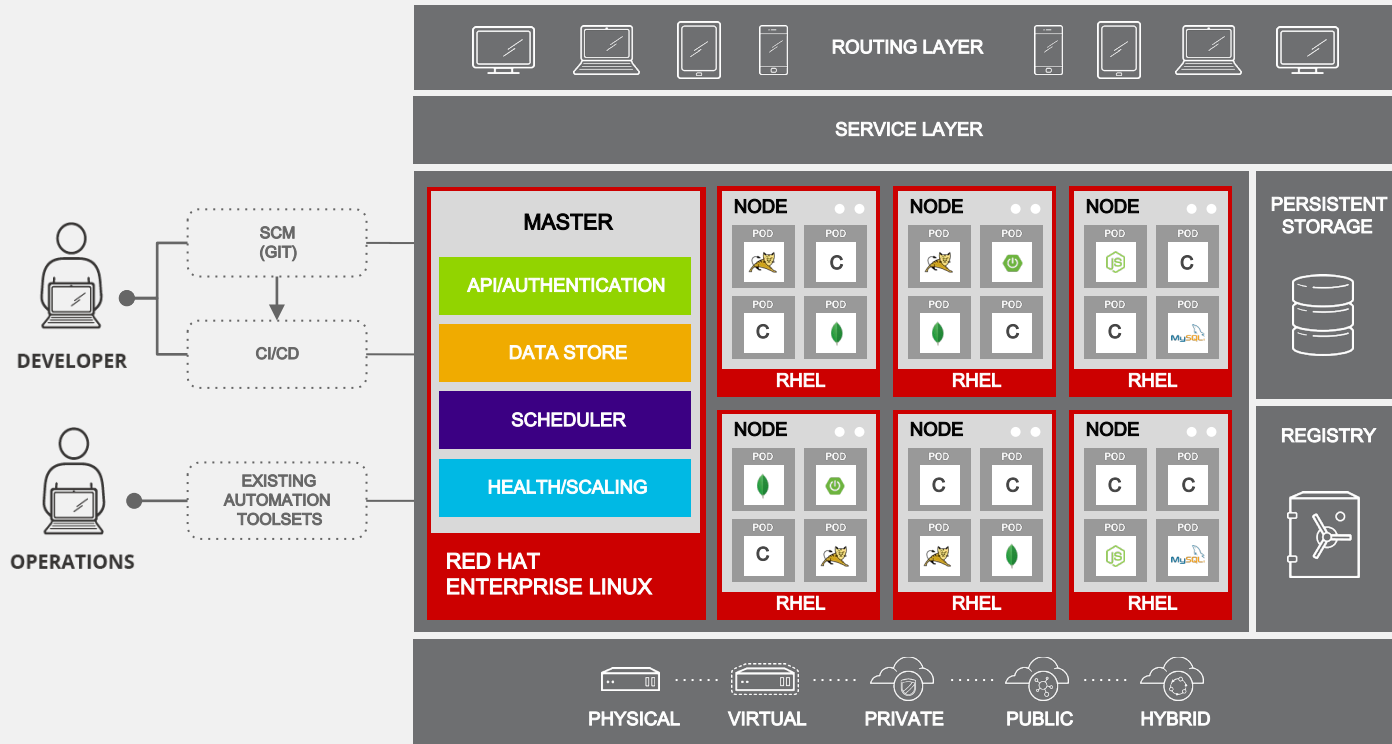 ROUTING LAYER
SERVICE LAYER
DEVELOPER
SCM
(GIT)
CI/CD
OPERATIONS
EXISTING
AUTOMATION
TOOLSETS
MASTER
API/AUTHENTICATION
DATA STORE
SCHEDULER
HEALTH/SCALING
RED HAT
ENTERPRISE LINUX
NODE
POD
POD
C
POD
POD
C
RHEL
NODE
POD
POD
POD
POD
C
RHEL
NODE
POD
POD
JS
C
POD
POD
C
MySQL
RHEL
NODE
POD
POD
POD
POD
C
RHEL
NODE
POD
POD
C
C
POD
POD
RHEL
NODE
POD
POD
C
C
POD
POD
JS
MySQL
RHEL
PERSISTENT
STORAGE
REGISTRY
PHYSICAL
VIRTUAL
PRIVATE
PUBLIC
HYBRID